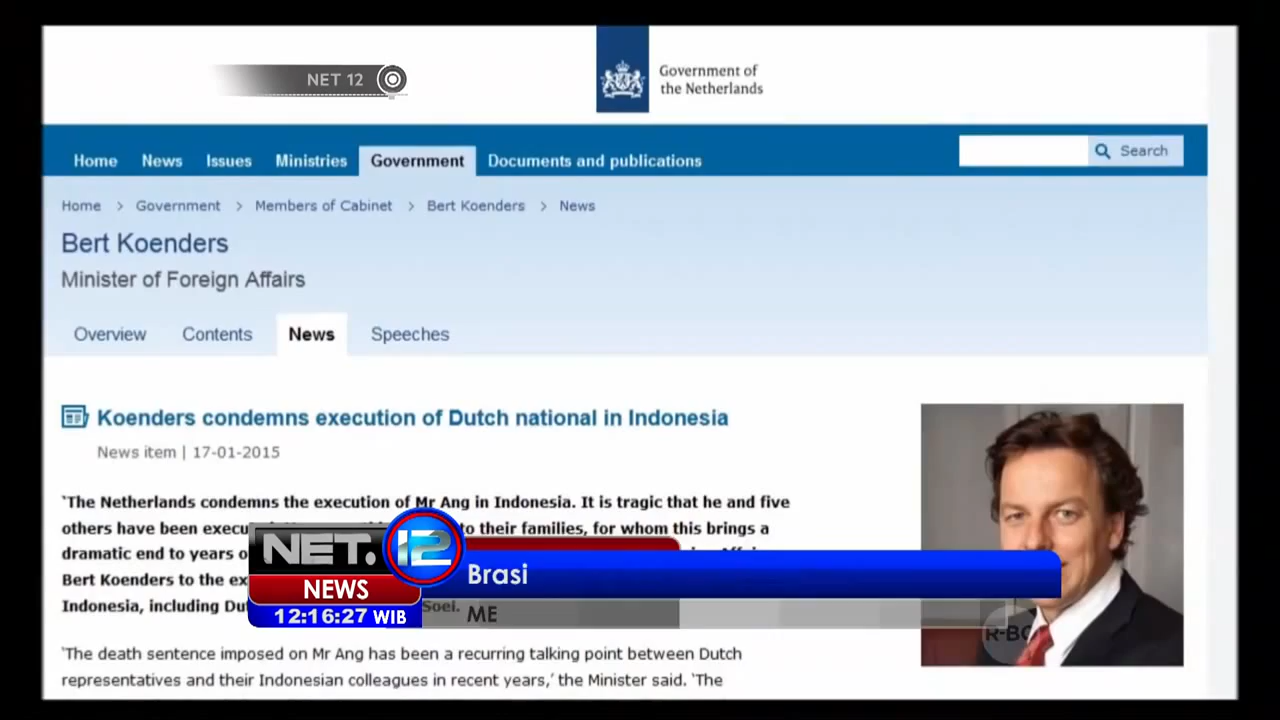 NET 12
Government of
the Netherlands
Home News Issues Ministries Government Documents and publications
Search
Home > Government > Members of Cabinet > Bert Koenders > News
Bert Koenders
Minister of Foreign Affairs
Overview Contents News Speeches
Koenders condemns execution of Dutch national in Indonesia
News item | 17-01-2015
'The Netherlands condemns the execution of Mr Ang in Indonesia. It is tragic that he and five
others have been to their families, for whom this brings a
dramatic end to years
Bert Koenders to the
Indonesia, including Soei.
NET. 12
NEWS
12:16:27 WIB
Brasi
ME
'The death sentence imposed on Mr Ang has been a recurring talking point between Dutch
representatives and their Indonesian colleagues in recent years,' the Minister said. 'The